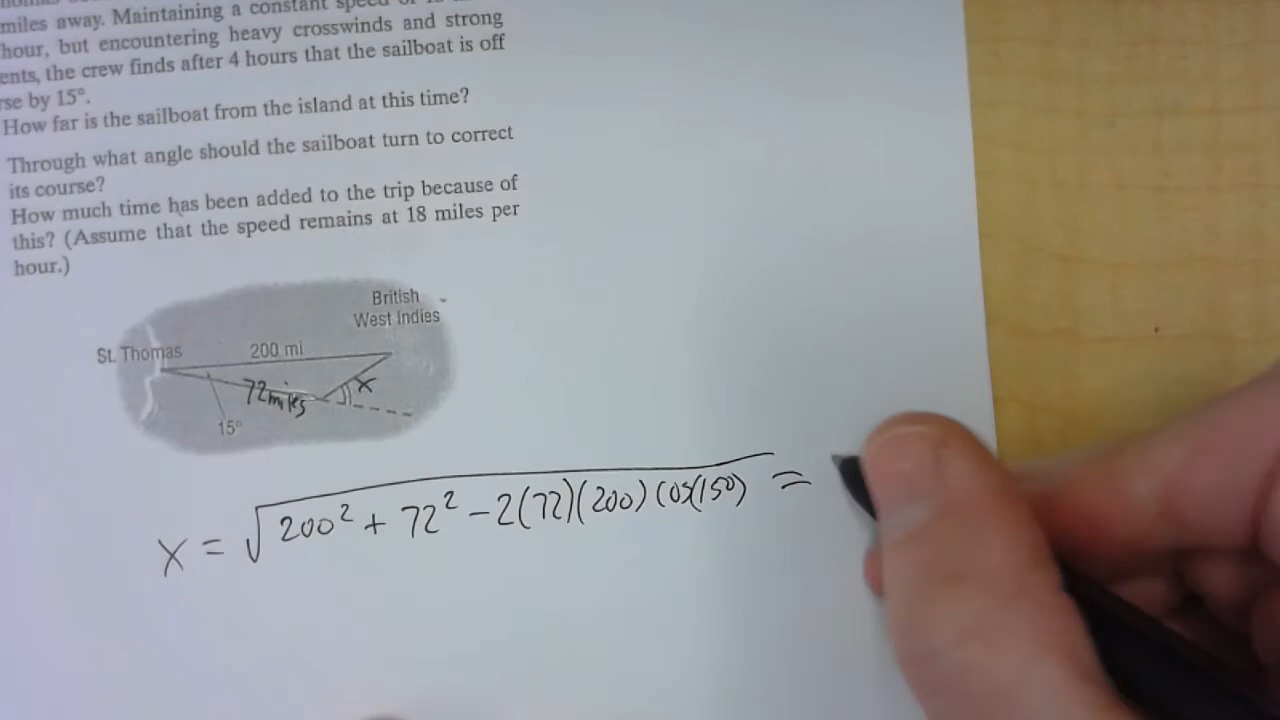 miles away. Maintaining a constant speed of 18
hour, but encountering heavy crosswinds and strong
ents, the crew finds after 4 hours that the sailboat is off
rse by 15°.
How far is the sailboat from the island at this time?
Through what angle should the sailboat turn to correct
its course?
How much time has been added to the trip because of
this? (Assume that the speed remains at 18 miles per
hour.)
British
West Indies
St. Thomas
200 mi
72miles
x
15°
x = √200² + 72² - 2(72)(200) cos(15°) =